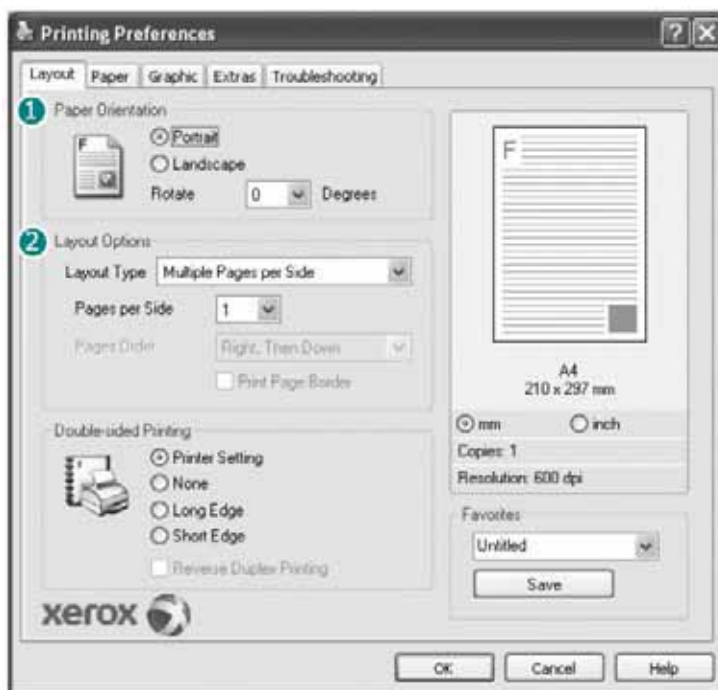 Printing Preferences
Layout Paper Graphic Extras Troubleshooting
1 Paper Orientation
F
Portrait
Landscape
Rotate 0 Degrees
2 Layout Options
Layout Type Multiple Pages per Side
Pages per Side 1
Pages Order Right, Then Down
Print Page Border
Double-sided Printing
Printer Setting
None
Long Edge
Short Edge
Reverse Duplex Printing
xerox
F
A4
210 x 297 mm
mm inch
Copies: 1
Resolution: 600 dpi
Favorites
Untitled
Save
OK Cancel Help